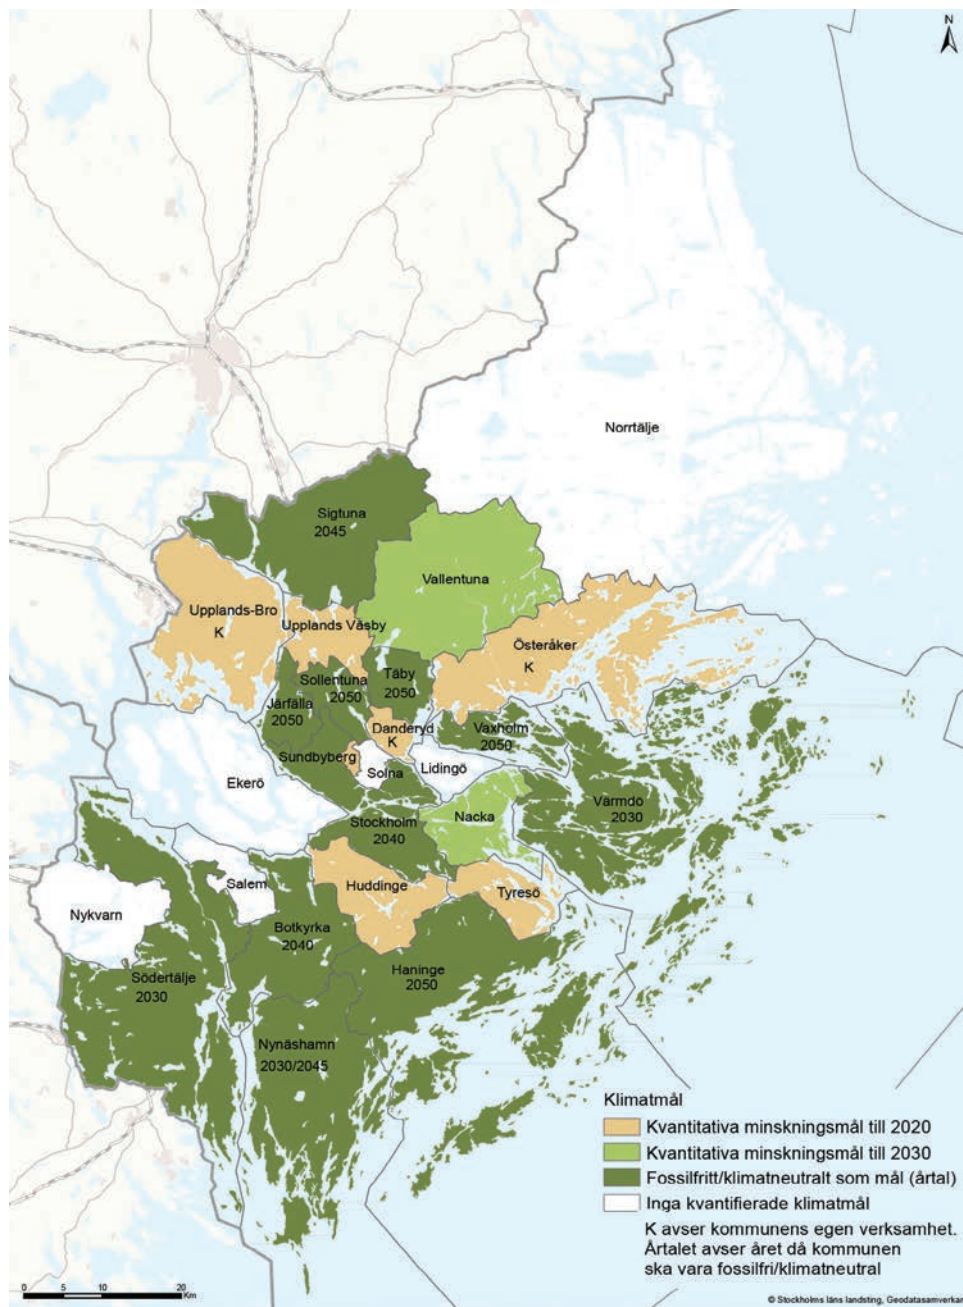 N
Norrtälje
Sigtuna
2045
Vallentuna
Upplands-Bro
K
Upplands Väsby
Österåker
K
Sollentuna
2050
Täby
2050
Järfälla
2050
Danderyd
K
Vaxholm
2050
Sundbyberg
Solna
Lidingö
Ekerö
Värmdö
2030
Stockholm
2040
Nacka
Salem
Huddinge
Tyresö
Nykvarn
Botkyrka
2040
Södertälje
2030
Haninge
2050
Nynäshamn
2030/2045
Klimatmål
Kvantitativa minskningsmål till 2020
Kvantitativa minskningsmål till 2030
Fossilfritt/klimatneutralt som mål (årtal)
Inga kvantifierade klimatmål
K avser kommunens egen verksamhet.
Årtalet avser året då kommunen
ska vara fossilfri/klimatneutral
0 5 10 20
Km
© Stockholms läns landsting, Geodatasamverkan